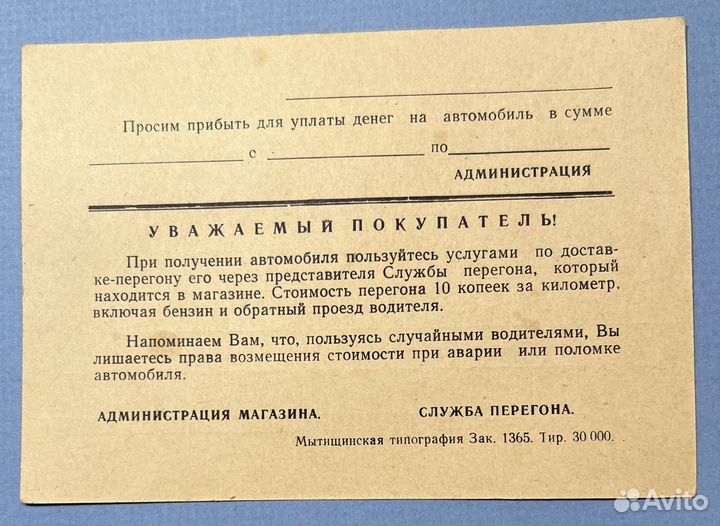 Просим прибыть для уплаты денег на автомобиль в сумме
с по
АДМИНИСТРАЦИЯ
УВАЖАЕМЫЙ ПОКУПАТЕЛЬ!
При получении автомобиля пользуйтесь услугами по достав-
ке-перегону его через представителя Службы перегона, который
находится в магазине. Стоимость перегона 10 копеек за километр,
включая бензин и обратный проезд водителя.
Напоминаем Вам, что, пользуясь случайными водителями, Вы
лишаетесь права возмещения стоимости при аварии или поломке
автомобиля.
АДМИНИСТРАЦИЯ МАГАЗИНА. СЛУЖБА ПЕРЕГОНА.
Мытищинская типография Зак. 1365. Тир. 30 000.
Avito